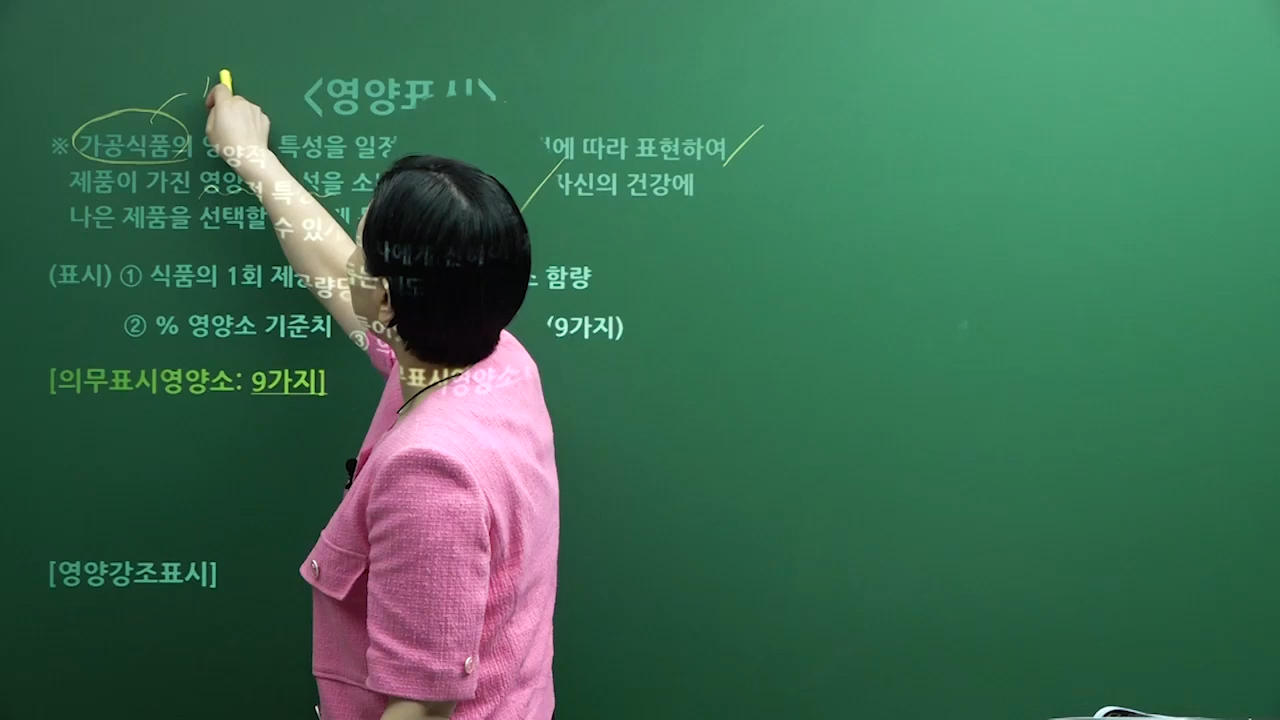 <영양표시>
※ 가공식품의 영양적 특성을 일정 에 따라 표현하여
제품이 가진 영양적 특성을 소 자신의 건강에
나은 제품을 선택할 수 있
(표시) ① 식품의 1회 제공량당 함량
② % 영양소 기준치 ③ (9가지)
[의무표시영양소: 9가지]
[영양강조표시]